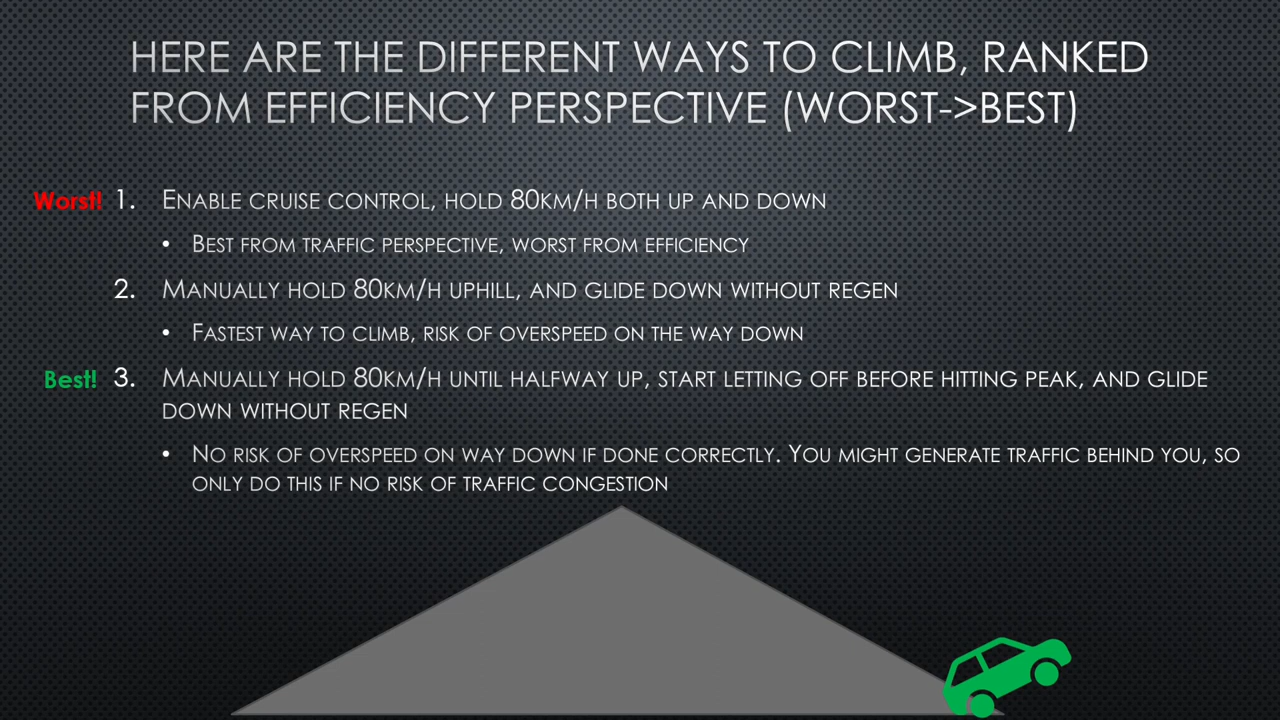 HERE ARE THE DIFFERENT WAYS TO CLIMB, RANKED
FROM EFFICIENCY PERSPECTIVE (WORST->BEST)
Worst! 1. ENABLE CRUISE CONTROL, HOLD 80KM/H BOTH UP AND DOWN
• BEST FROM TRAFFIC PERSPECTIVE, WORST FROM EFFICIENCY
2. MANUALLY HOLD 80KM/H UPHILL, AND GLIDE DOWN WITHOUT REGEN
• FASTEST WAY TO CLIMB, RISK OF OVERSPEED ON THE WAY DOWN
Best! 3. MANUALLY HOLD 80KM/H UNTIL HALFWAY UP, START LETTING OFF BEFORE HITTING PEAK, AND GLIDE
DOWN WITHOUT REGEN
• NO RISK OF OVERSPEED ON WAY DOWN IF DONE CORRECTLY. YOU MIGHT GENERATE TRAFFIC BEHIND YOU, SO
ONLY DO THIS IF NO RISK OF TRAFFIC CONGESTION